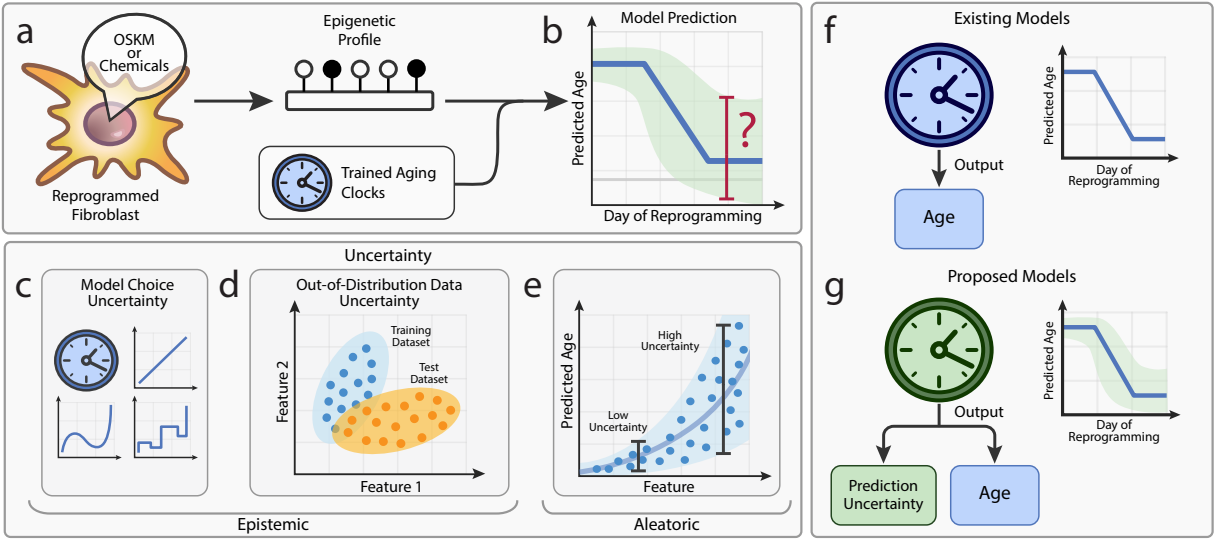 a
OSKM
or
Chemicals
Reprogrammed
Fibroblast
Epigenetic
Profile
Trained Aging
Clocks
b
Model Prediction
Predicted Age
?
Day of Reprogramming
Uncertainty
c
Model Choice
Uncertainty
d
Out-of-Distribution Data
Uncertainty
Training
Dataset
Test
Dataset
Feature 2
Feature 1
e
Predicted Age
High
Uncertainty
Low
Uncertainty
Feature
Epistemic
Aleatoric
f
Existing Models
Output
Age
Predicted Age
Day of
Reprogramming
g
Proposed Models
Output
Prediction
Uncertainty
Age
Predicted Age
Day of
Reprogramming